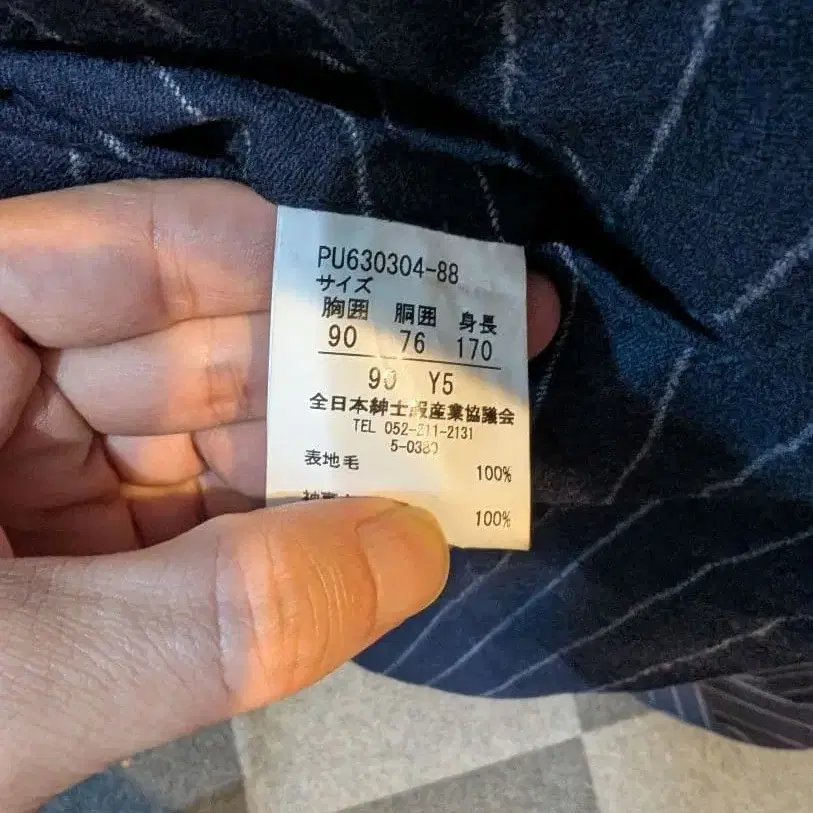 PU630304-88
サイズ
胸囲 胴囲 身長
90 76 170
90 Y5
全日本紳士服産業協議会
TEL 052-211-2131
5-0380
表地毛 100%
100%